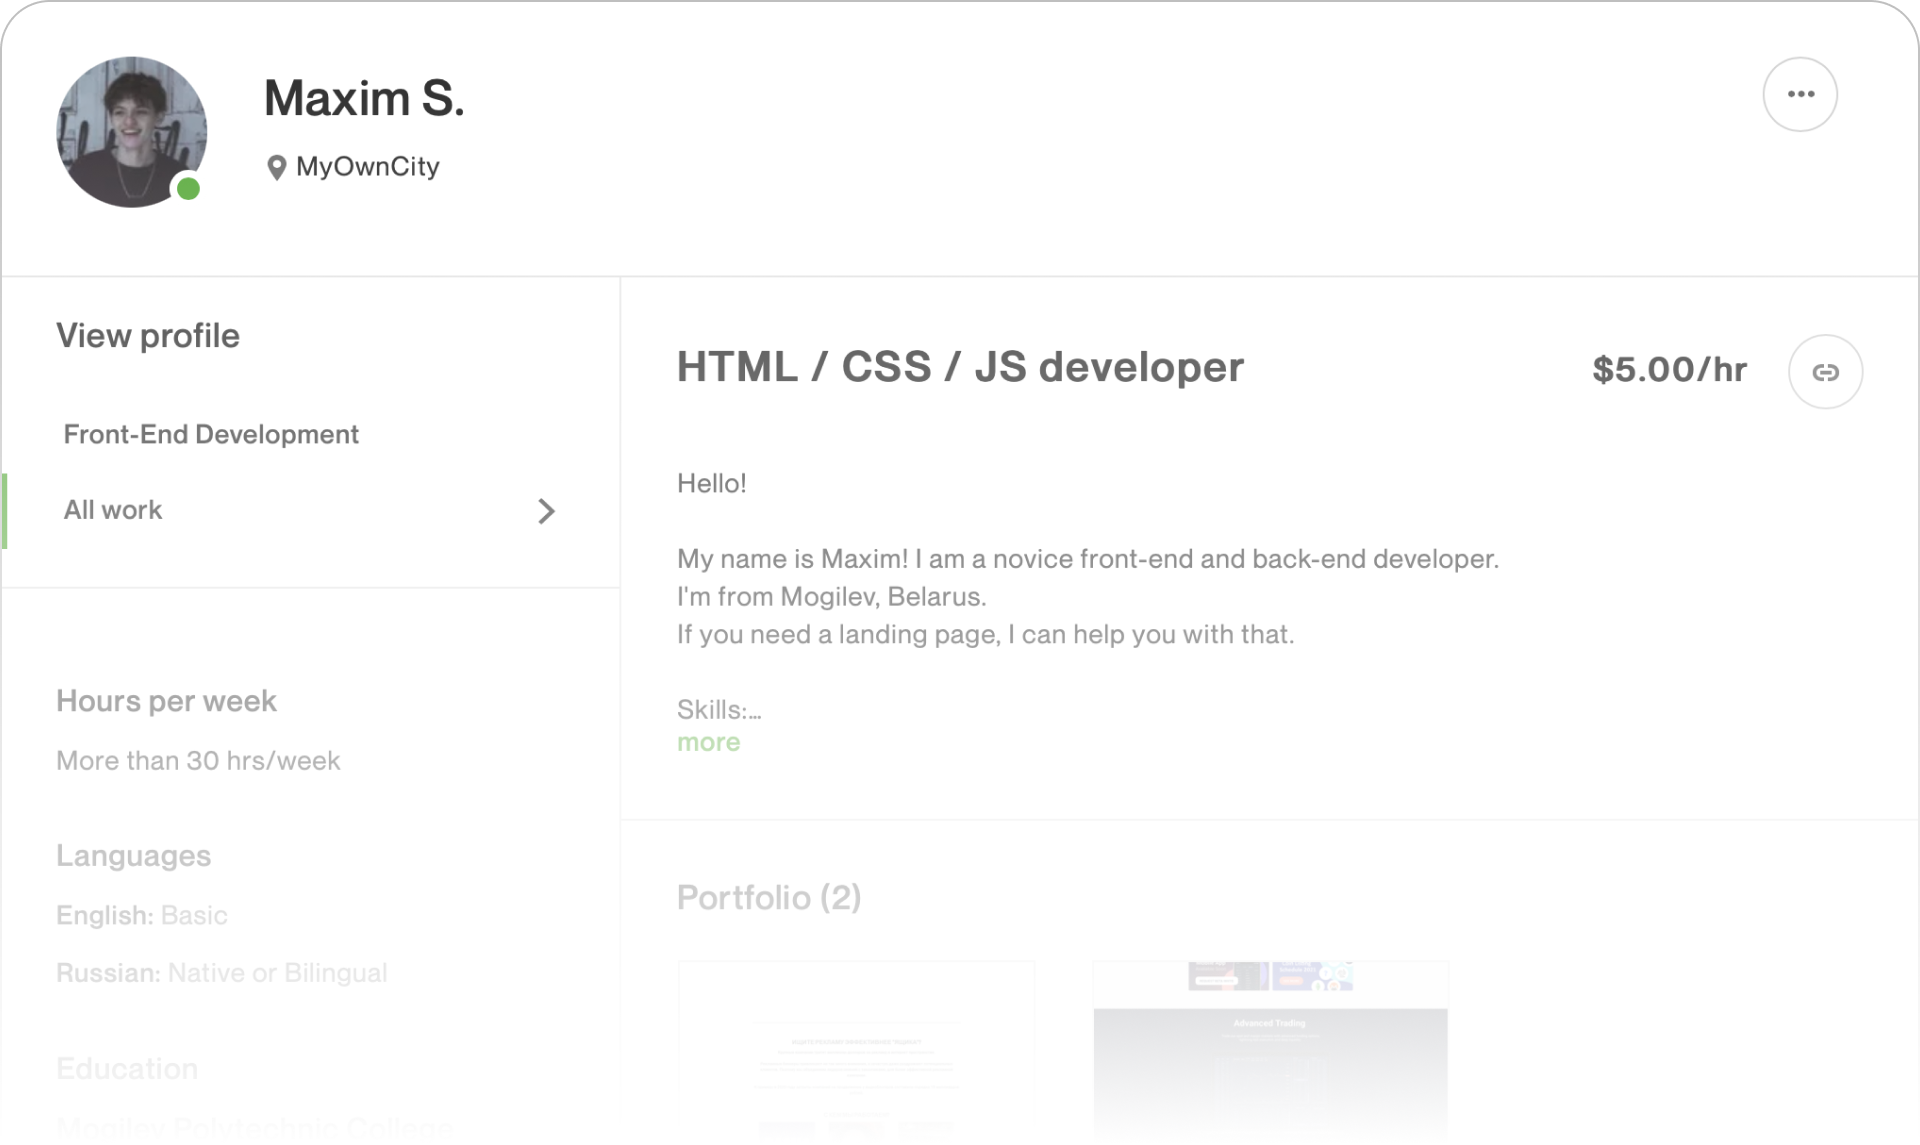 Maxim S.
MyOwnCity
View profile
Front-End Development
All work
Hours per week
More than 30 hrs/week
Languages
English: Basic
Russian: Native or Bilingual
Education
Mogilev Polytechnic College
HTML / CSS / JS developer
$5.00/hr
Hello!
My name is Maxim! I am a novice front-end and back-end developer.
I'm from Mogilev, Belarus.
If you need a landing page, I can help you with that.
Skills:...
more
Portfolio (2)
Advanced Trading